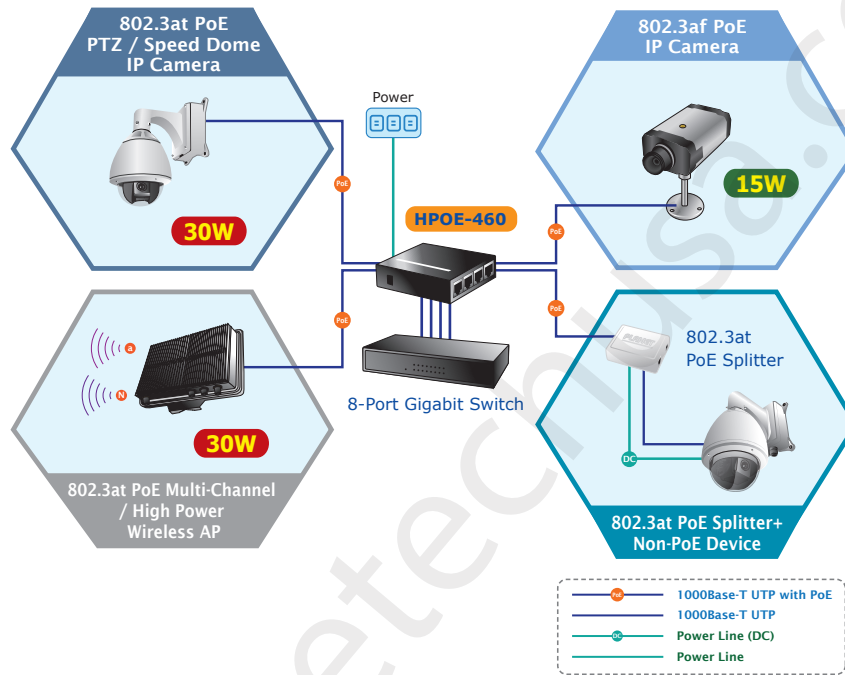 802.3at PoE
PTZ / Speed Dome
IP Camera
30W
Power
PoE
HPOE-460
802.3af PoE
IP Camera
15W
PoE
a
N
30W
802.3at PoE Multi-Channel
/ High Power
Wireless AP
PoE
8-Port Gigabit Switch
PoE
PLANET
802.3at
PoE Splitter
DC
802.3at PoE Splitter+
Non-PoE Device
PoE 1000Base-T UTP with PoE
1000Base-T UTP
DC Power Line (DC)
Power Line
etechusa.co